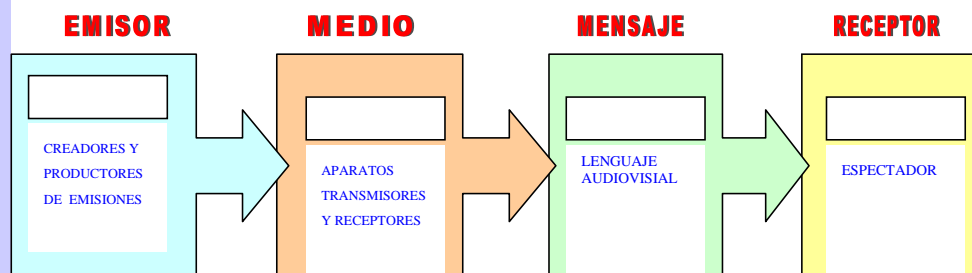 EMISOR
MEDIO
MENSAJE
RECEPTOR
CREADORES Y
PRODUCTORES
DE EMISIONES
APARATOS
TRANSMISORES
Y RECEPTORES
LENGUAJE
AUDIOVISIAL
ESPECTADOR